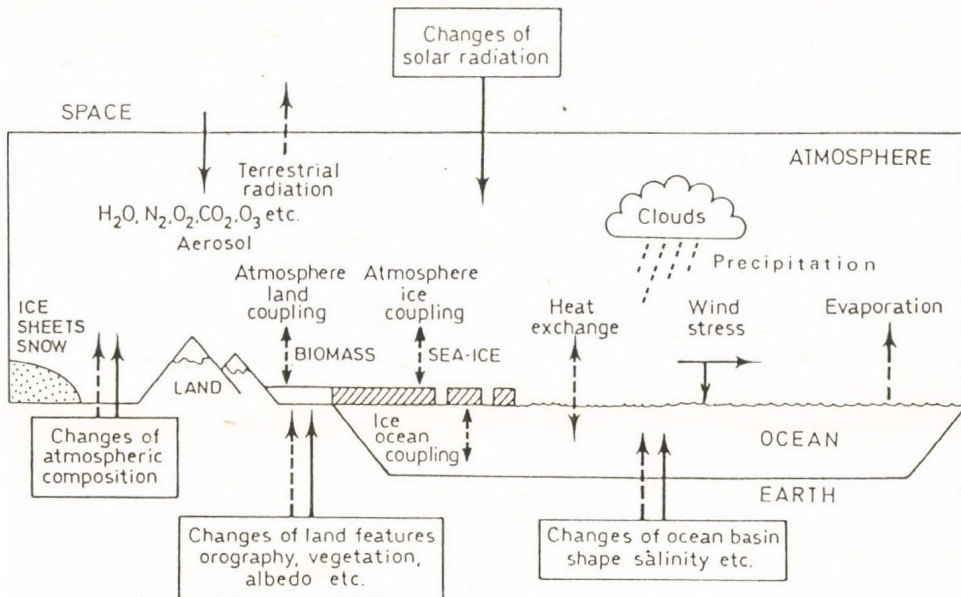 Changes of
solar radiation
SPACE
ATMOSPHERE
Terrestrial
radiation
H₂O, N₂, O₂, CO₂, O₃ etc.
Aerosol
Clouds
Precipitation
Atmosphere
land
coupling
Atmosphere
ice
coupling
Heat
exchange
Wind
stress
Evaporation
ICE
SHEETS
SNOW
BIOMASS
SEA-ICE
LAND
Changes of
atmospheric
composition
Ice
ocean
coupling
OCEAN
EARTH
Changes of land features
orography, vegetation,
albedo etc.
Changes of ocean basin
shape salinity etc.